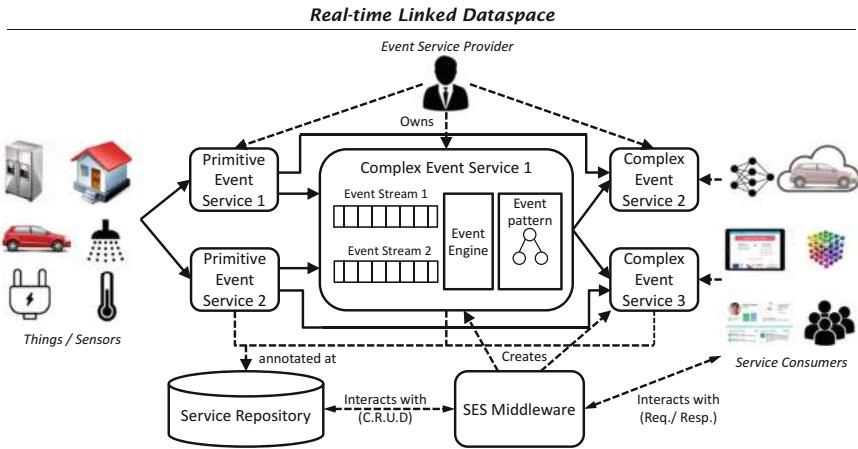 Real-time Linked Dataspace
Event Service Provider
Owns
Primitive
Event
Service 1
Complex Event Service 1
Event Stream 1
Event Stream 2
Event
Engine
Event
pattern
Complex
Event
Service 2
Primitive
Event
Service 2
Complex
Event
Service 3
Things / Sensors
annotated at
Creates
Service Consumers
Service Repository
Interacts with
(C.R.U.D)
SES Middleware
Interacts with
(Req./ Resp.)